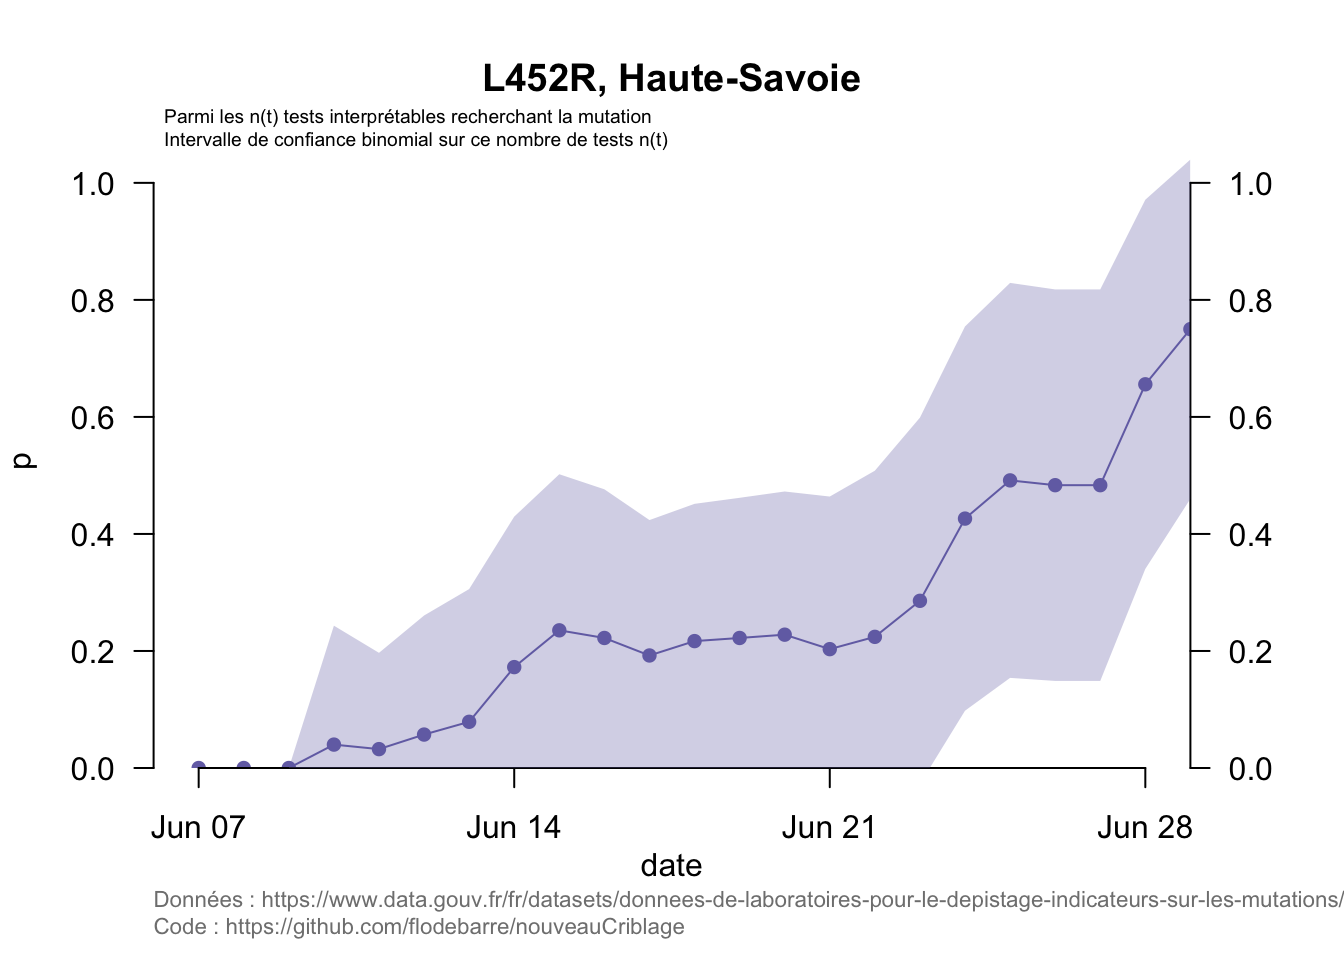 L452R, Haute-Savoie
Parmi les n(t) tests interprétables recherchant la mutation
Intervalle de confiance binomial sur ce nombre de tests n(t)
1.0
0.8
0.6
0.4
0.2
0.0
p
1.0
0.8
0.6
0.4
0.2
0.0
Jun 07 Jun 14 Jun 21 Jun 28
date
Données : https://www.data.gouv.fr/fr/datasets/donnees-de-laboratoires-pour-le-depistage-indicateurs-sur-les-mutations/
Code : https://github.com/flodebarre/nouveauCriblage